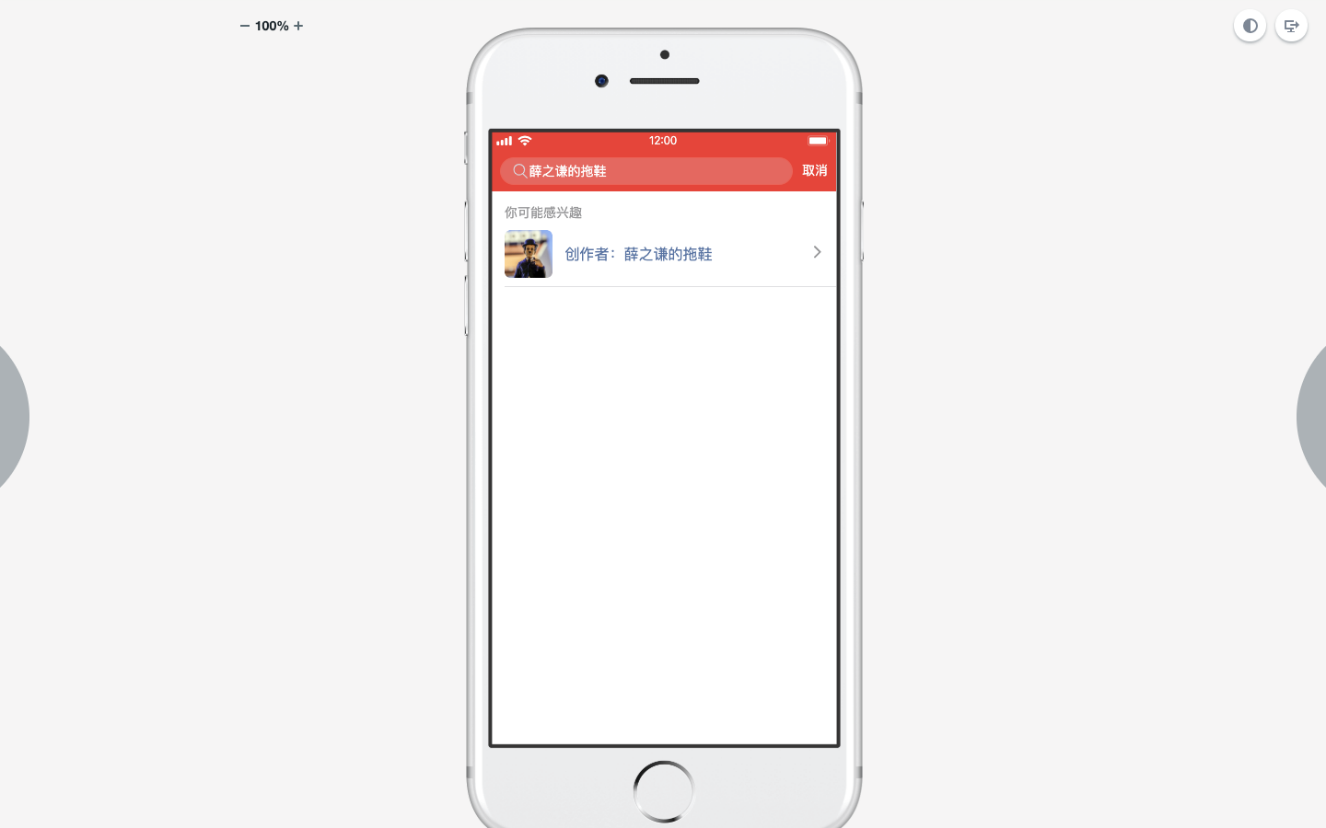 − 100% +
12:00
薛之谦的拖鞋
取消
你可能感兴趣
创作者：薛之谦的拖鞋